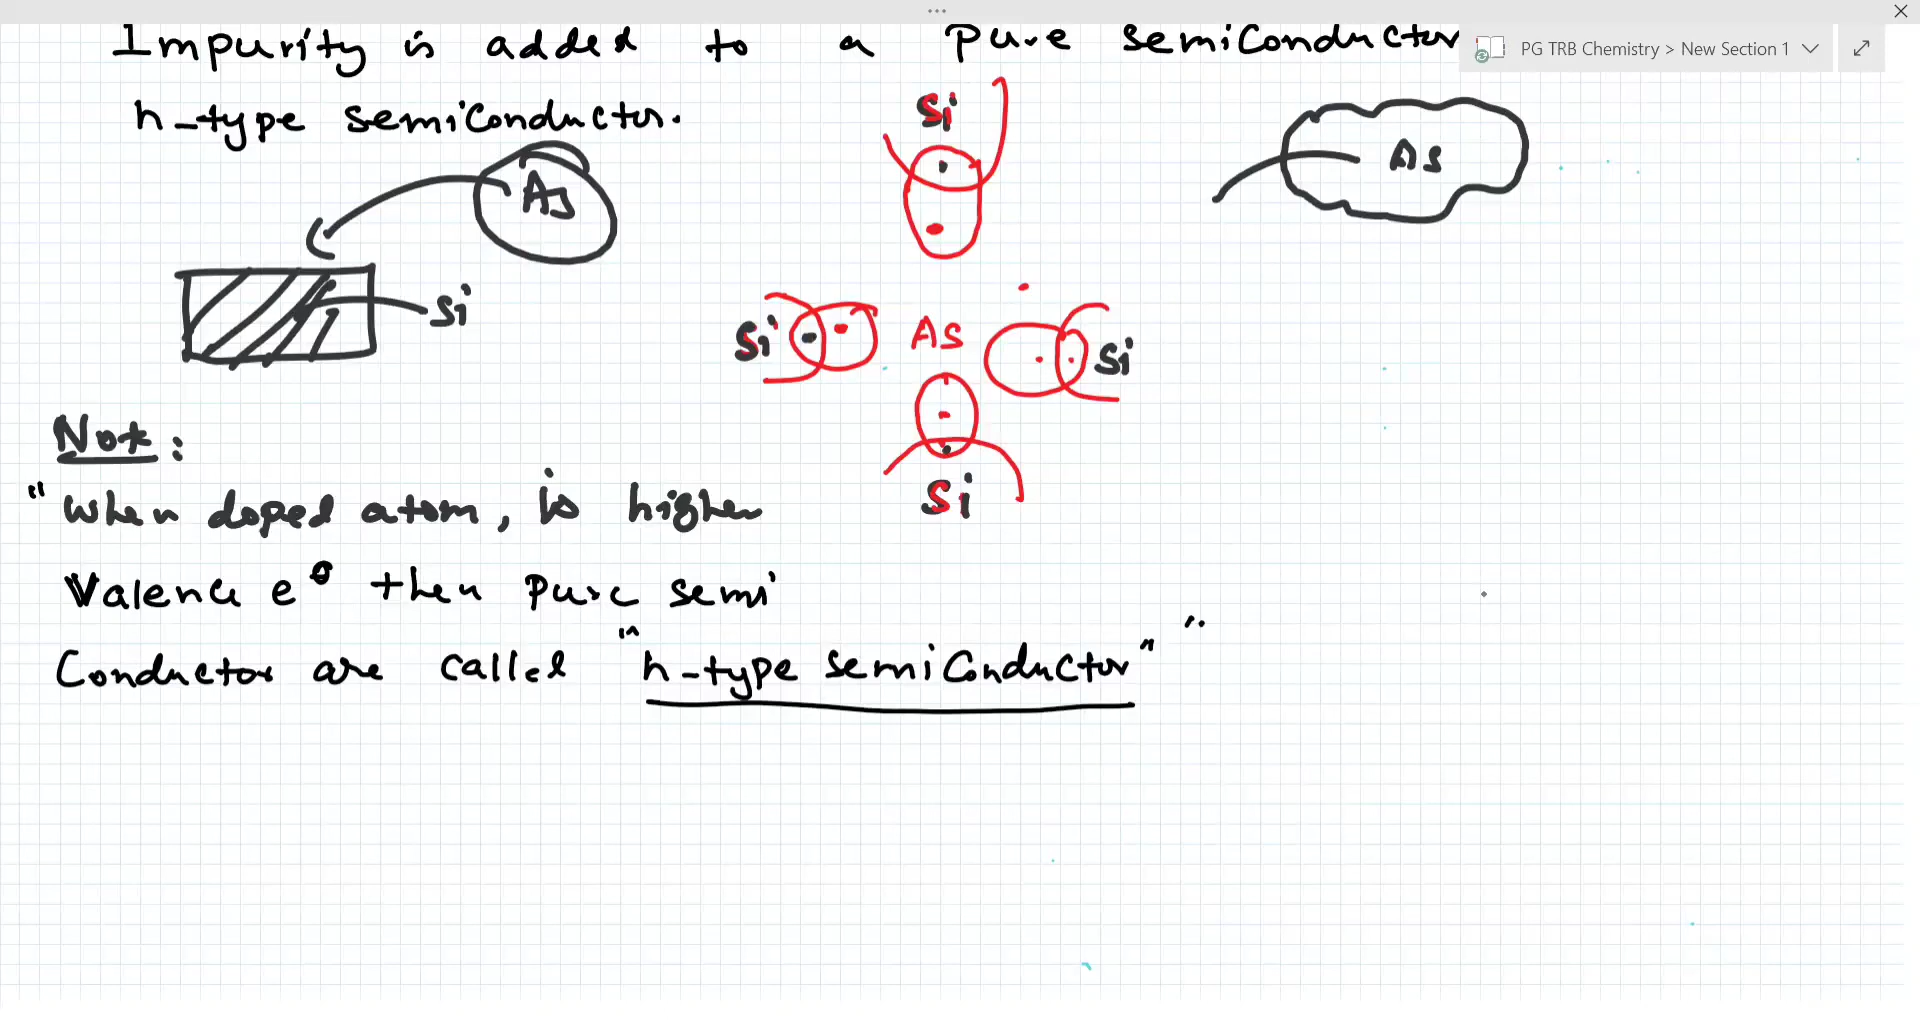 Impurity is added to a pure semiconductor
PG TRB Chemistry > New Section 1
n-type semiconductor.
Si
As
As
Si
Si As Si
Si
Note:
"When doped atom, is higher
Valence e⊖ then pure semi
Conductor are called "n-type semiconductor" "